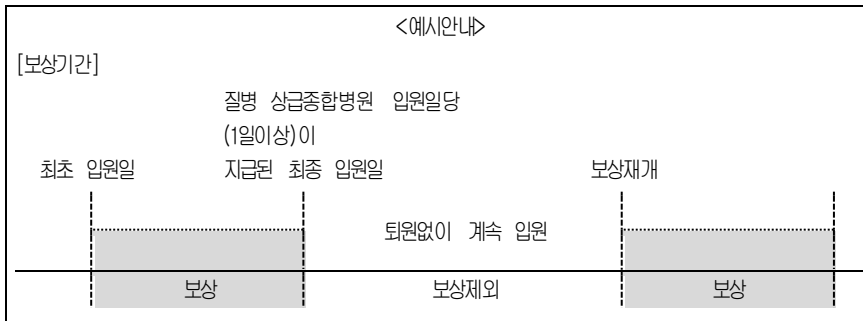 <예시안내>
[보상기간]
질병 상급종합병원 입원일당
(1일이상)이
최초 입원일 지급된 최종 입원일 보상재개
퇴원없이 계속 입원
보상 보상제외 보상